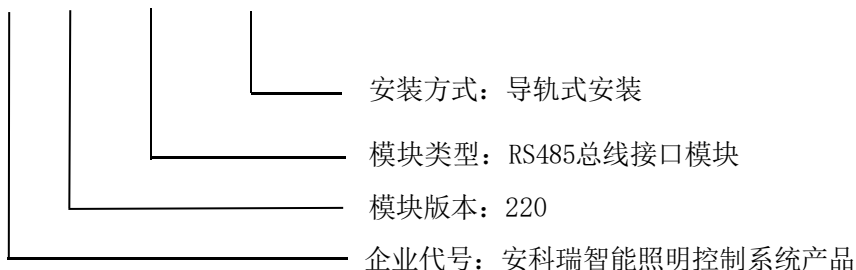 安装方式：导轨式安装
模块类型：RS485总线接口模块
模块版本：220
企业代号：安科瑞智能照明控制系统产品